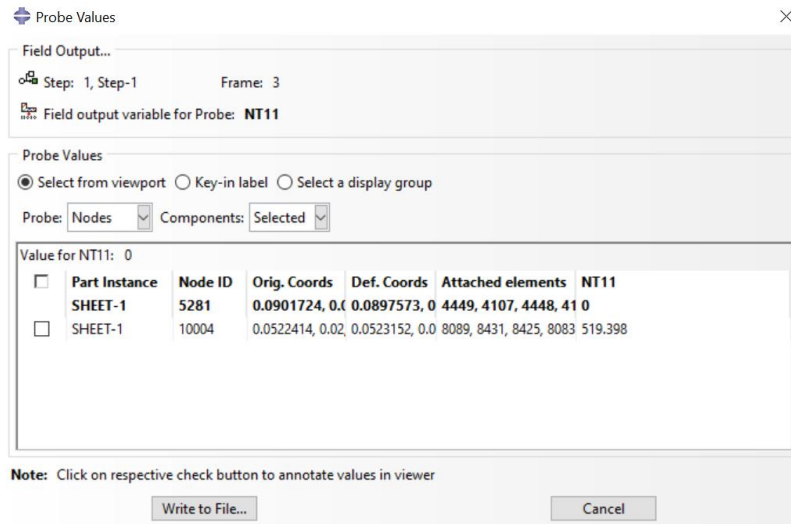 Probe Values
Field Output...
Step: 1, Step-1 Frame: 3
Field output variable for Probe: NT11
Probe Values
Select from viewport Key-in label Select a display group
Probe: Nodes Components: Selected
Value for NT11: 0
Part Instance Node ID Orig. Coords Def. Coords Attached elements NT11
SHEET-1 5281 0.0901724, 0.0 0.0897573, 0 4449, 4107, 4448, 41 0
SHEET-1 10004 0.0522414, 0.02, 0.0523152, 0.0 8089, 8431, 8425, 8083 519.398
Note: Click on respective check button to annotate values in viewer
Write to File... Cancel